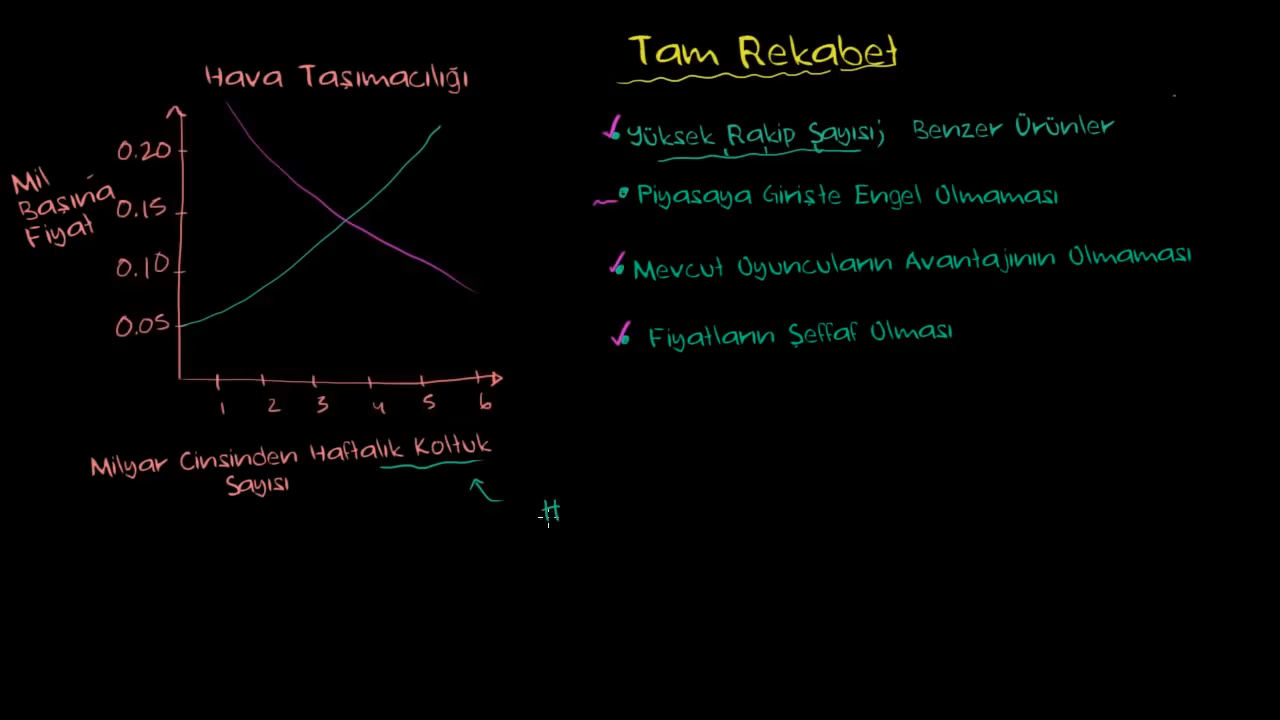 Tam Rekabet
Hava Taşımacılığı
Yüksek Rakip Sayısı; Benzer Ürünler
Piyasaya Girişte Engel Olmaması
Mevcut Oyuncuların Avantajının Olmaması
Fiyatların Şeffaf Olması
Mil
Başına
Fiyat
0.20
0.15
0.10
0.05
1 2 3 4 5 6
Milyar Cinsinden Haftalık Koltuk
Sayısı
H